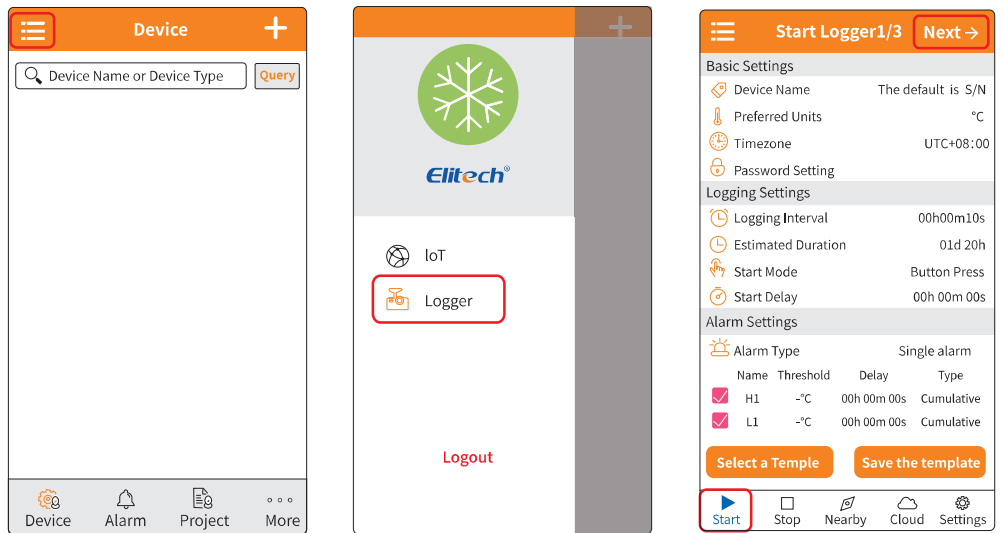 Device
Device Name or Device Type
Query
Device
Alarm
Project
More
Elitech®
IoT
Logger
Logout
Start Logger1/3
Next→
Basic Settings
Device Name The default is S/N
Preferred Units °C
Timezone UTC+08:00
Password Setting
Logging Settings
Logging Interval 00h00m10s
Estimated Duration 01d 20h
Start Mode Button Press
Start Delay 00h 00m 00s
Alarm Settings
Alarm Type Single alarm
Name Threshold Delay Type
H1 -°C 00h 00m 00s Cumulative
L1 -°C 00h 00m 00s Cumulative
Select a Temple
Save the template
Start
Stop
Nearby
Cloud
Settings